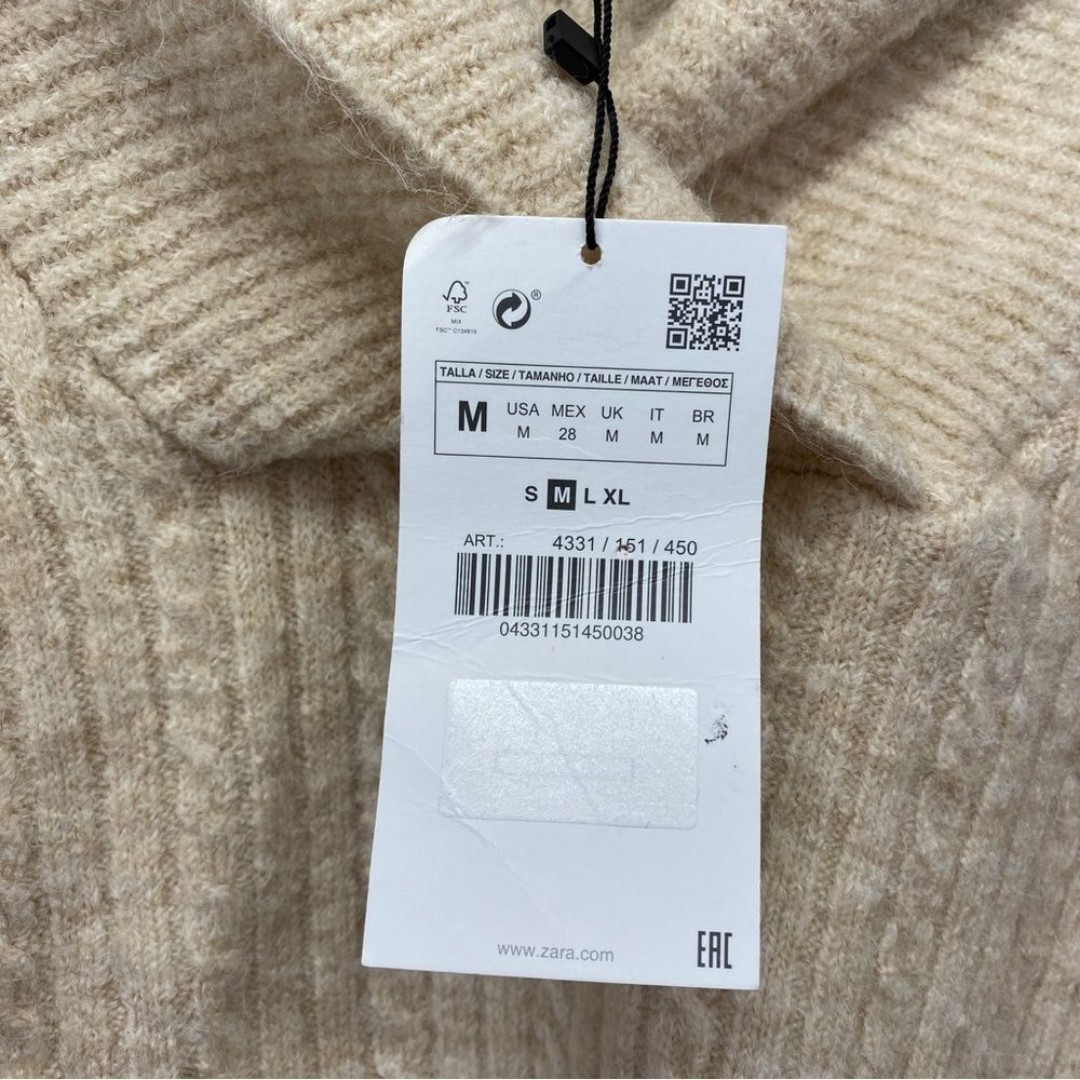 FSC
MIX
®
TALLA / SIZE / TAMANHO / TAILLE / MAAT / ΜΕΓΕΘΟΣ
M USA MEX UK IT BR
M 28 M M M
S M L XL
ART.: 4331 / 151 / 450
04331151450038
www.zara.com
EAC